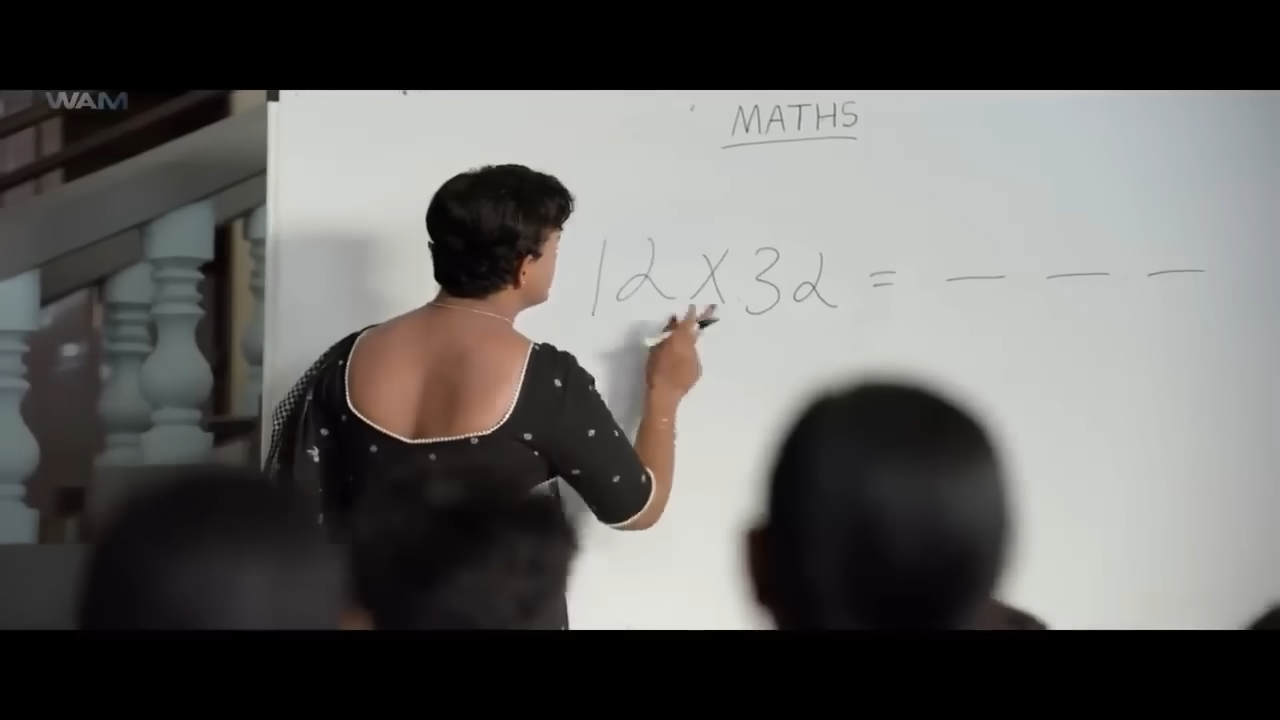 WAM
MATHS
12 x 32 = _ _ _